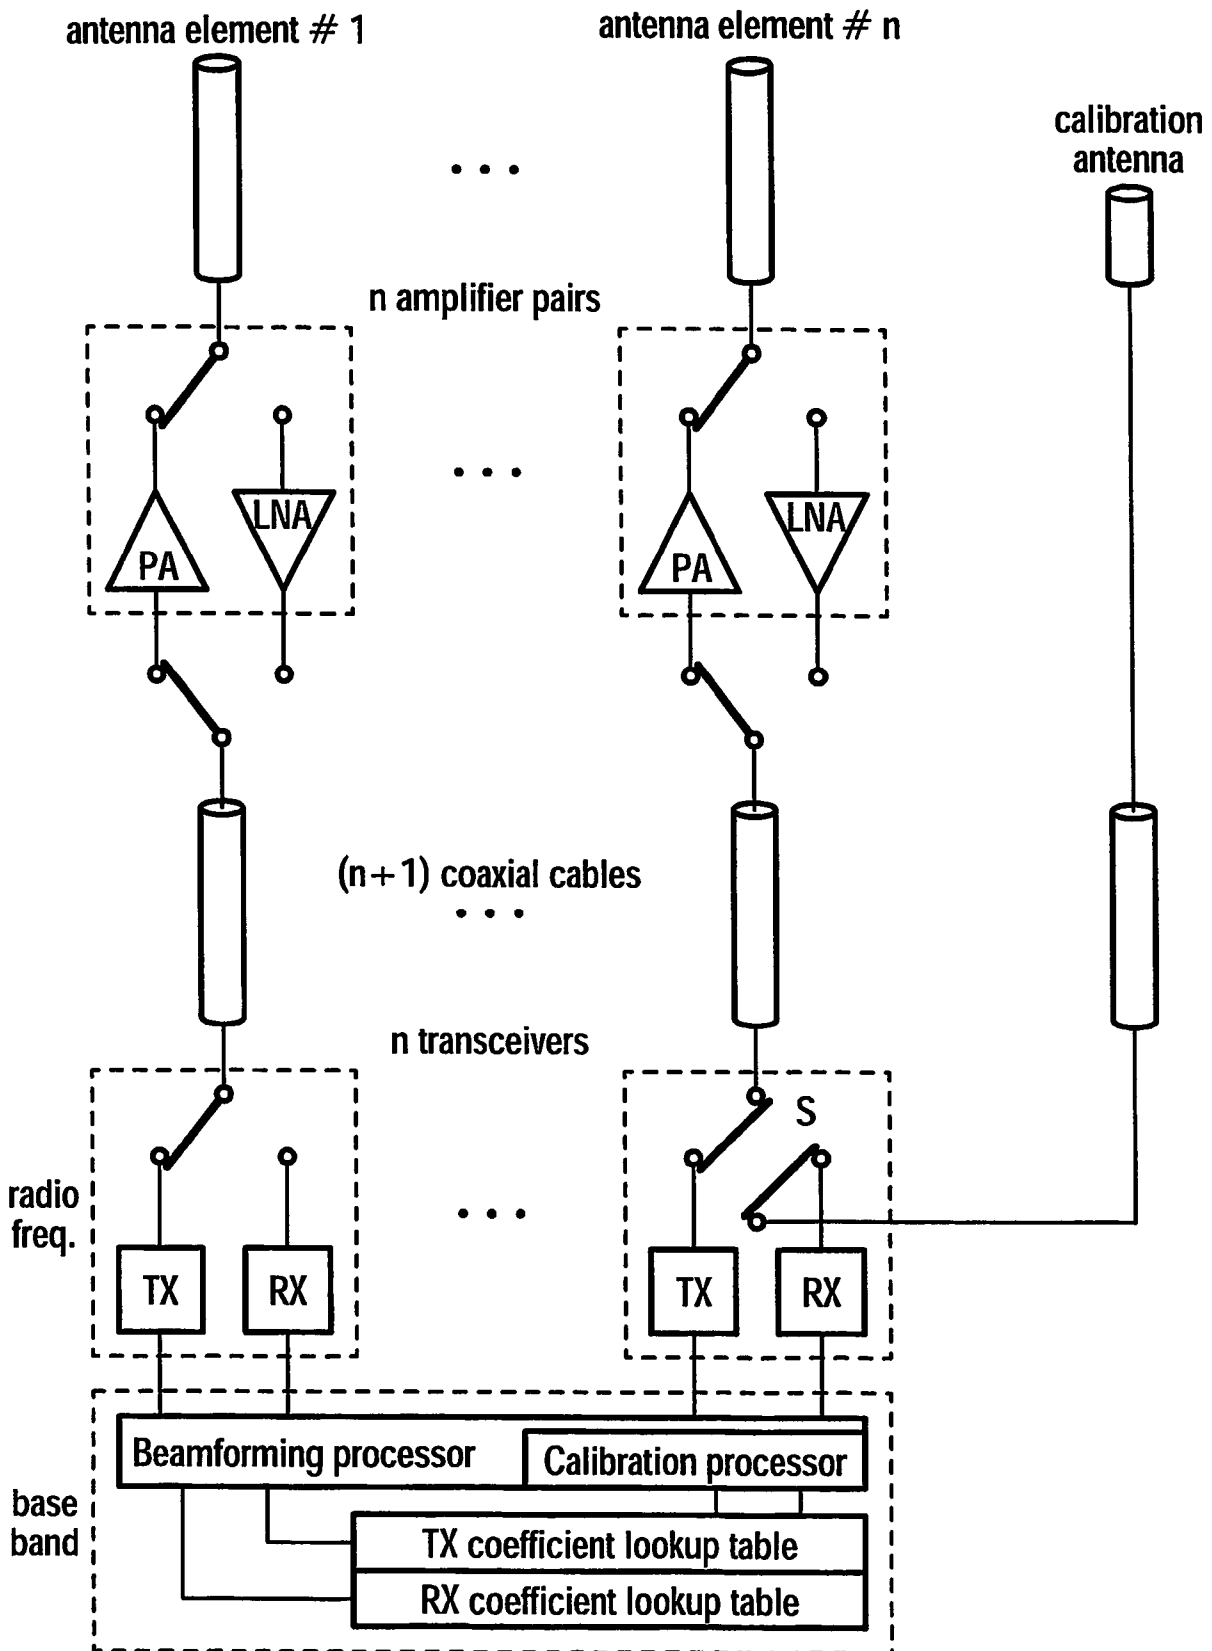 antenna element # 1
antenna element # n
calibration
antenna
n amplifier pairs
PA
LNA
PA
LNA
(n+1) coaxial cables
n transceivers
S
radio
freq.
TX
RX
TX
RX
Beamforming processor
Calibration processor
base
band
TX coefficient lookup table
RX coefficient lookup table